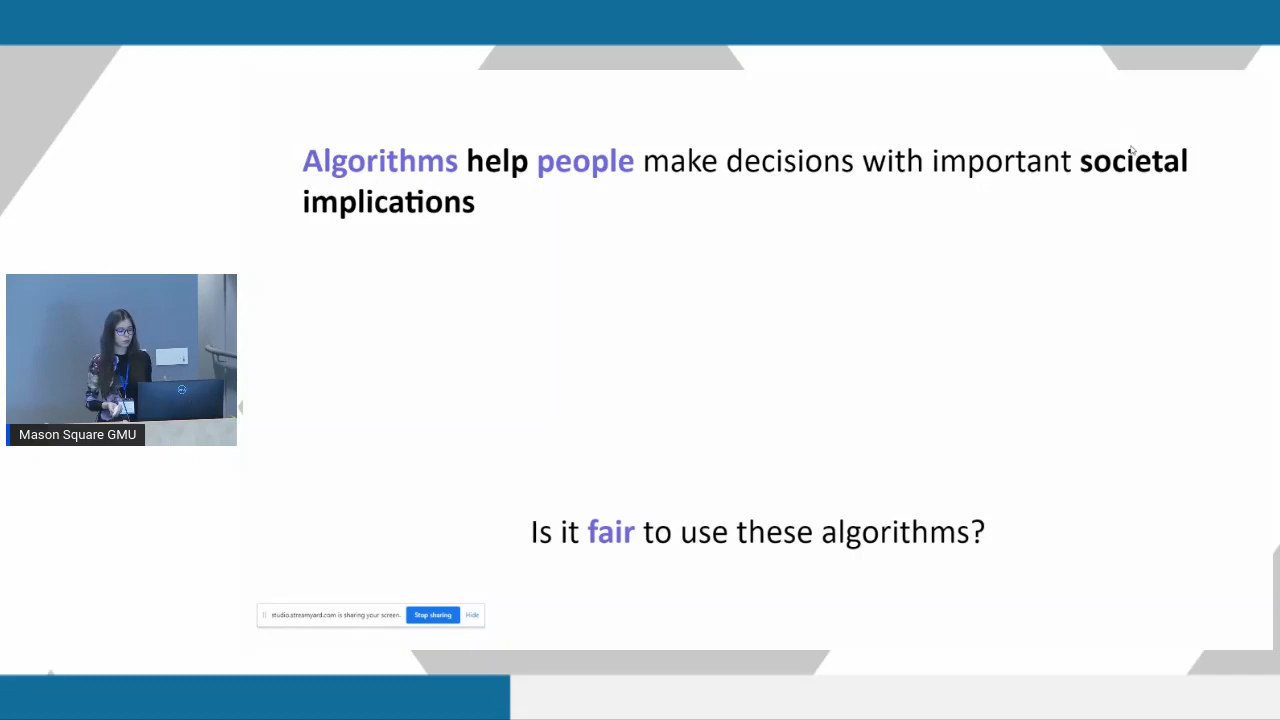 Algorithms help people make decisions with important societal
implications
Mason Square GMU
Is it fair to use these algorithms?
studio.streamyard.com is sharing your screen. Stop sharing Hide